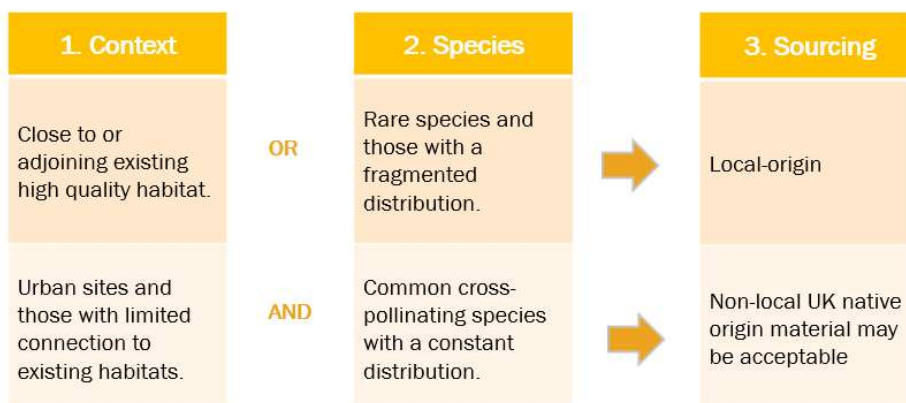 1. Context
2. Species
3. Sourcing
Close to or
adjoining existing
high quality habitat.
OR
Rare species and
those with a
fragmented
distribution.
Local-origin
Urban sites and
those with limited
connection to
existing habitats.
AND
Common cross-
pollinating species
with a constant
distribution.
Non-local UK native
origin material may
be acceptable